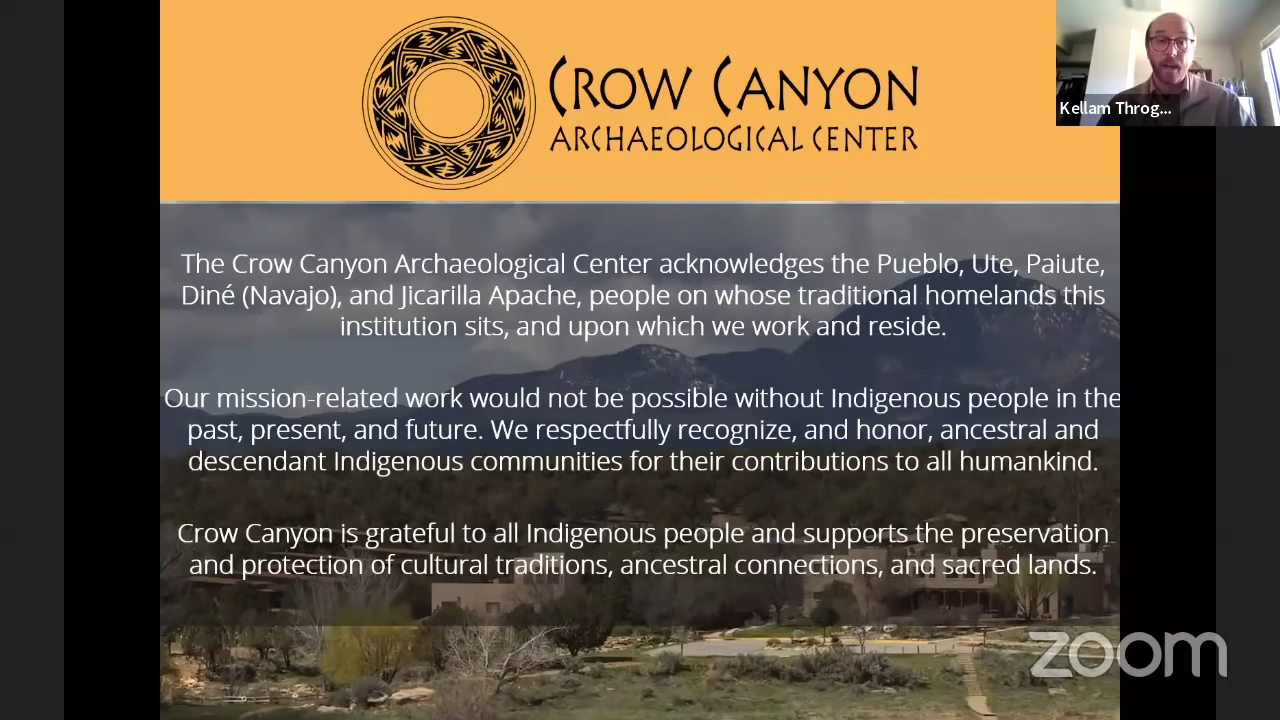 CROW CANYON
ARCHAEOLOGICAL CENTER
Kellam Throg...
The Crow Canyon Archaeological Center acknowledges the Pueblo, Ute, Paiute,
Diné (Navajo), and Jicarilla Apache, people on whose traditional homelands this
institution sits, and upon which we work and reside.
Our mission-related work would not be possible without Indigenous people in the
past, present, and future. We respectfully recognize, and honor, ancestral and
descendant Indigenous communities for their contributions to all humankind.
Crow Canyon is grateful to all Indigenous people and supports the preservation
and protection of cultural traditions, ancestral connections, and sacred lands.
zoom